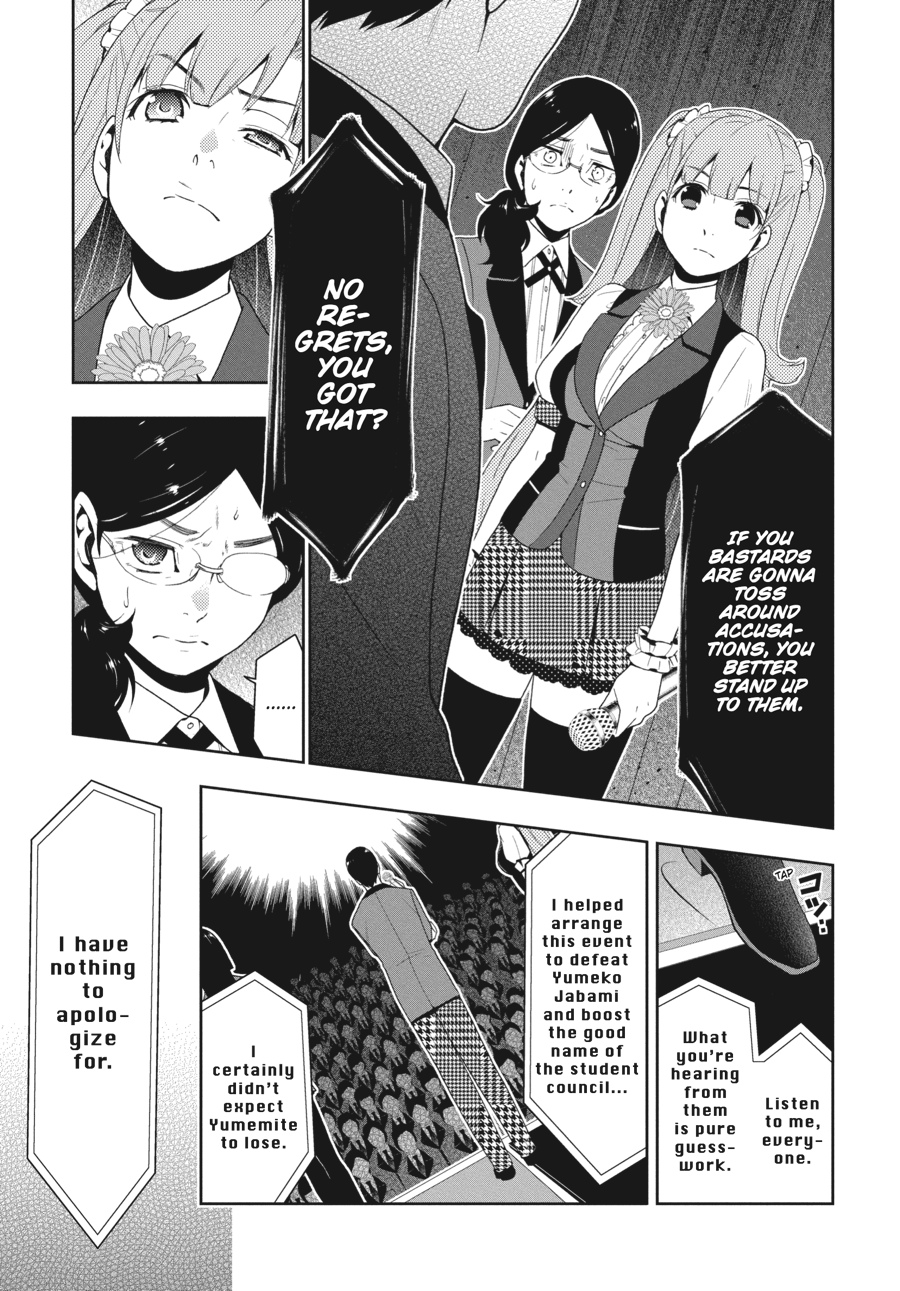 IF YOU
BASTARDS
ARE GONNA
TOSS
AROUND
ACCUSA-
TIONS, YOU
BETTER
STAND UP
TO THEM.
NO
RE-
GRETS,
YOU
GOT
THAT?
......
TAP
コツ..
Listen
to me,
every-
one.
What
you're
hearing
from
them
is pure
guess-
work.
I helped
arrange
this event
to defeat
Yumeko
Jabami
and boost
the good
name of
the student
council...
I
certainly
didn't
expect
Yumemite
to lose.
I have
nothing
to
apolo-
gize
for.